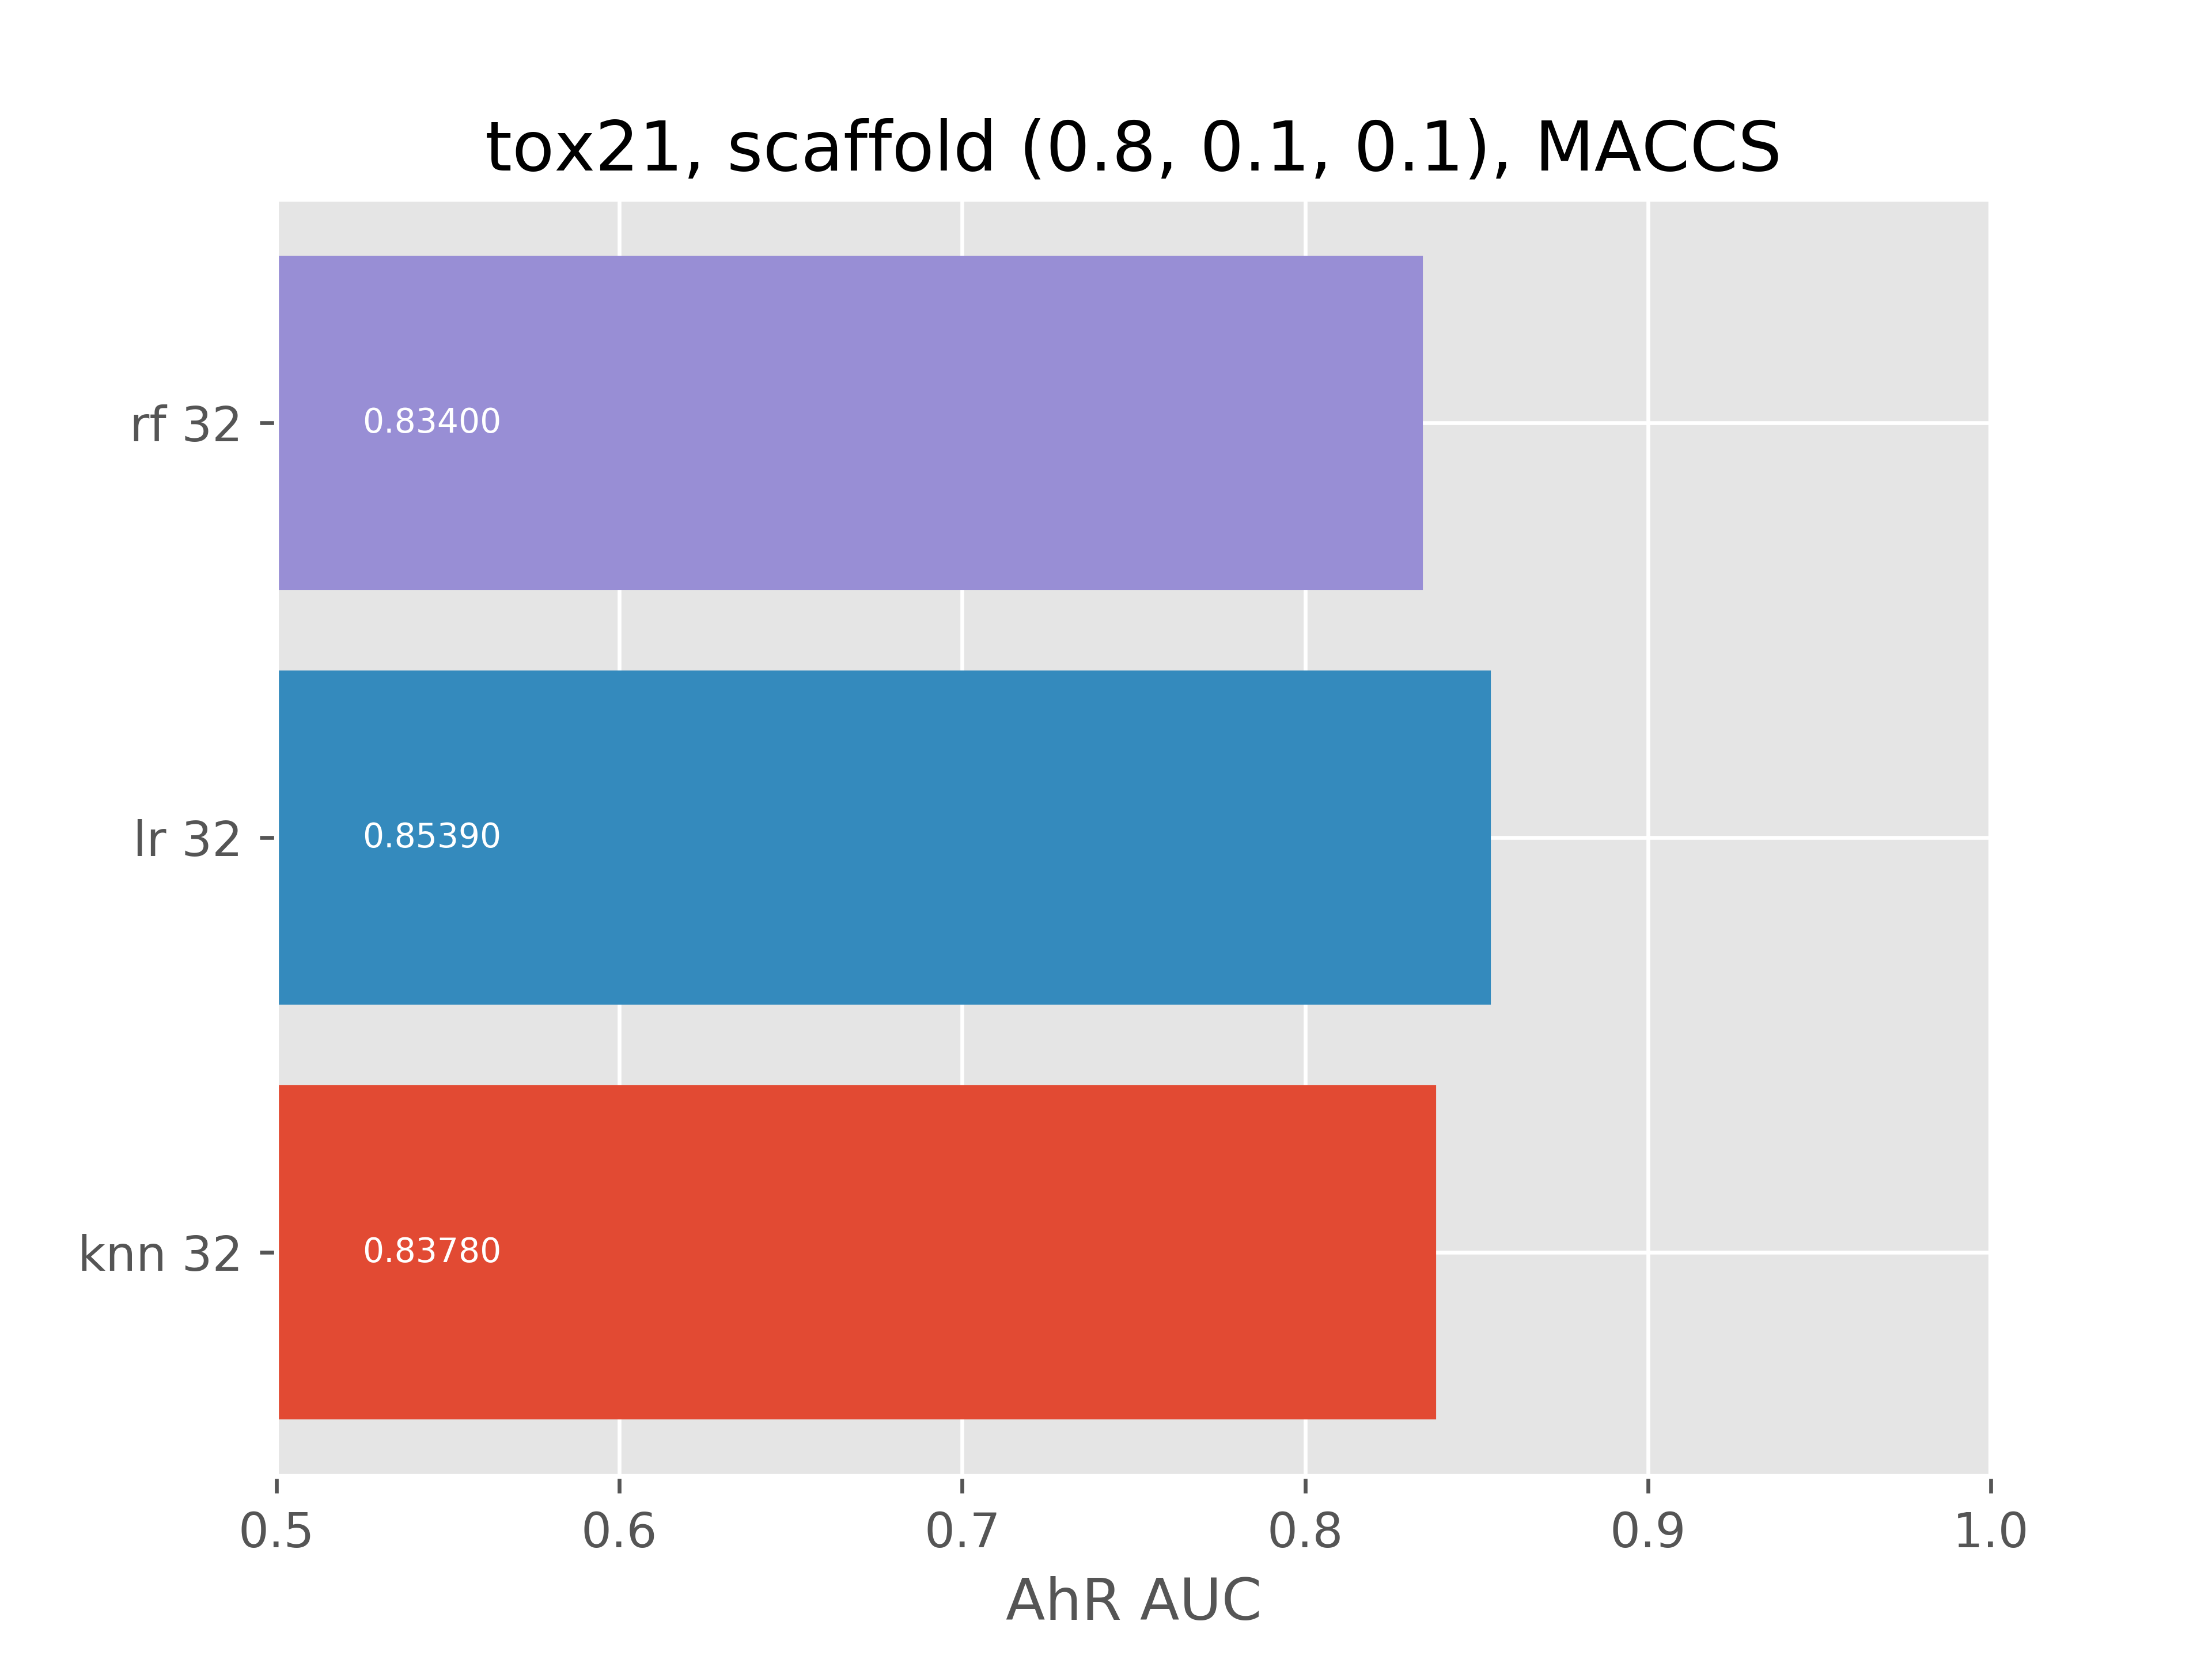 tox21, scaffold (0.8, 0.1, 0.1), MACCS
rf 32
0.83400
lr 32
0.85390
knn 32
0.83780
0.5 0.6 0.7 0.8 0.9 1.0
AhR AUC